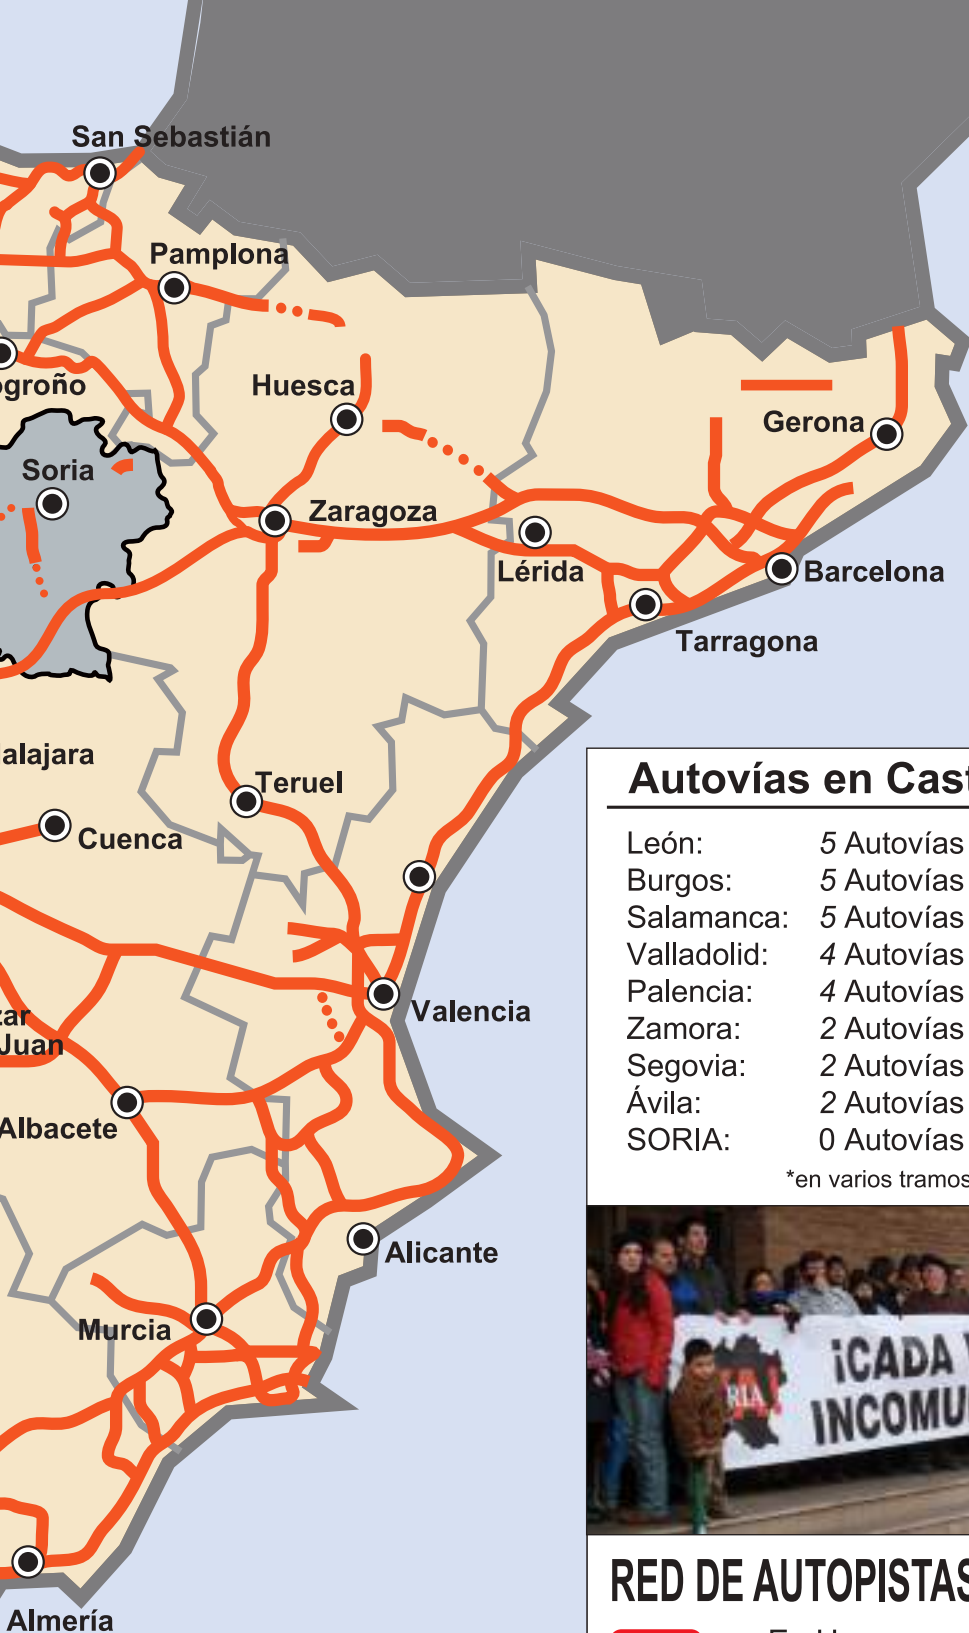 San Sebastián
Pamplona
ogroño
Huesca
Gerona
Soria
Zaragoza
Lérida
Barcelona
Tarragona
alajara
Teruel
Cuenca
Autovías en Cast
León: 5 Autovías
Burgos: 5 Autovías
Salamanca: 5 Autovías
Valladolid: 4 Autovías
Palencia: 4 Autovías
Zamora: 2 Autovías
Segovia: 2 Autovías
Ávila: 2 Autovías
SORIA: 0 Autovías
*en varios tramos
Valencia
zar
Juan
Albacete
Alicante
Murcia
¡CADA
INCOMU
RIA
RED DE AUTOPISTAS
Almería